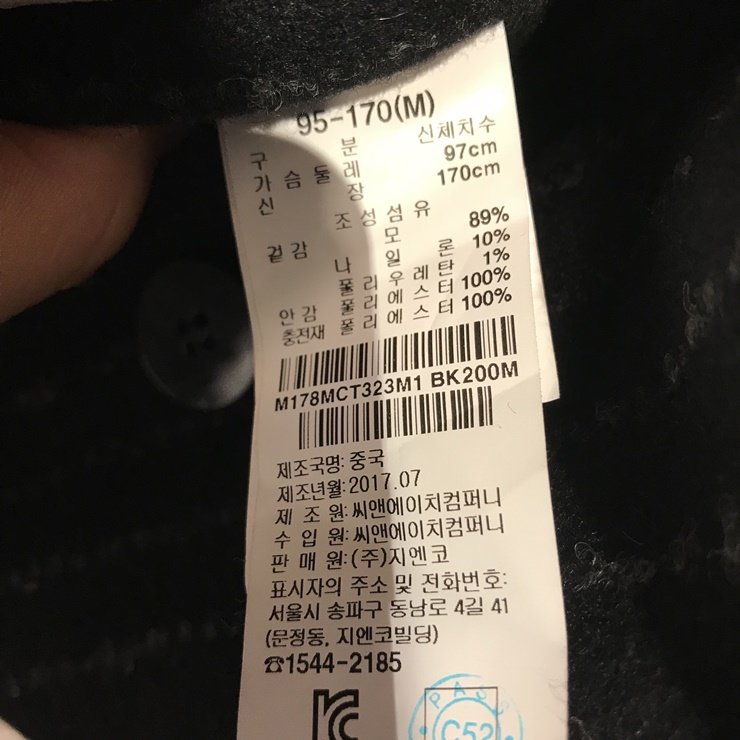 95-170(M)
구 분 신체치수
가 슴 둘 레 97cm
신 장 170cm
조 성 섬 유
겉 감 모 89%
나 일 론 10%
폴 리 우 레 탄 1%
안 감 폴 리 에 스 터 100%
충전재 폴 리 에 스 터 100%
M178MCT323M1 BK200M
제조국명: 중국
제조년월: 2017.07
제 조 원: 씨앤에이치컴퍼니
수 입 원: 씨앤에이치컴퍼니
판 매 원: (주)지엔코
표시자의 주소 및 전화번호:
서울시 송파구 동남로 4길 41
(문정동, 지엔코빌딩)
☎1544-2185
PASS
C52